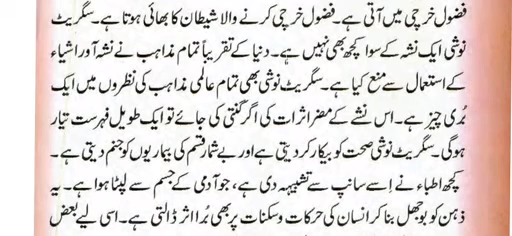 فضول خرچی میں آتی ہے۔ فضول خرچی کرنے والا شیطان کا بھائی ہوتا ہے۔ سگریٹ
نوشی ایک نشہ کے سوا کچھ بھی نہیں ہے۔ دنیا کے تقریباً تمام مذاہب نے نشہ آور اشیاء
کے استعمال سے منع کیا ہے۔ سگریٹ نوشی بھی تمام عالمی مذاہب کی نظروں میں ایک
بُری چیز ہے۔ اس نشے کے مضر اثرات کی اگر گنتی کی جائے تو ایک طویل فہرست تیار
ہوگی۔ سگریٹ نوشی صحت کو بیکار کر دیتی ہے اور بے شمار قسم کی بیماریوں کو جنم دیتی ہے۔
کچھ اطباء نے اِسے سانپ سے تشبیہہ دی ہے، جو آدمی کے جسم سے لپٹا ہوا ہے۔ یہ
ذہن کو بوجھل بنا کر انسان کی حرکات و سکنات پر بھی بُرا اثر ڈالتی ہے۔ اسی لیے بعض